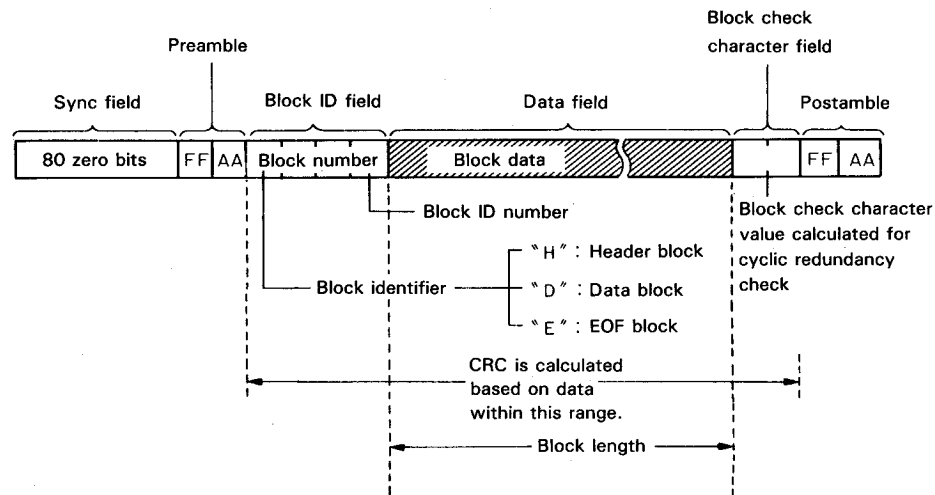 Block check
character field
Preamble
Sync field
Block ID field
Data field
Postamble
80 zero bits
FF
AA
Block number
Block data
FF
AA
Block ID number
Block check character
value calculated for
cyclic redundancy
check
Block identifier
"H" : Header block
"D" : Data block
"E" : EOF block
CRC is calculated
based on data
within this range.
Block length